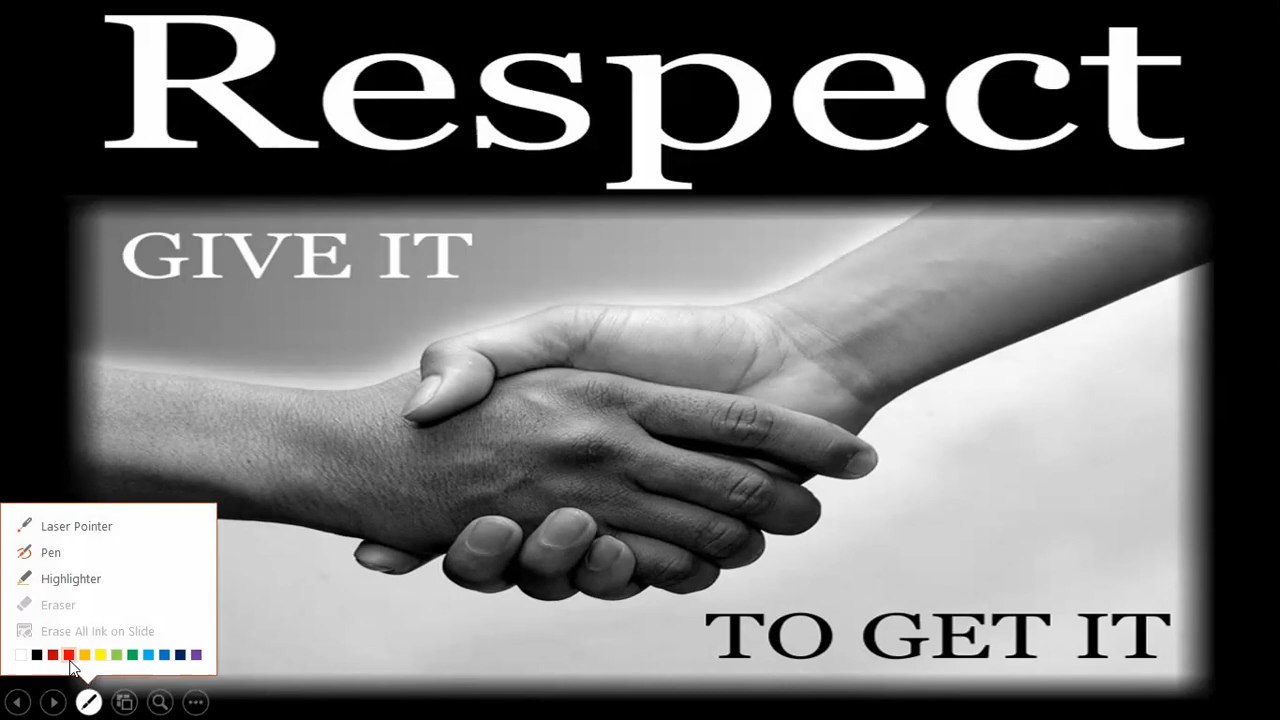 Respect
GIVE IT
TO GET IT
Laser Pointer
Pen
Highlighter
Eraser
Erase All Ink on Slide